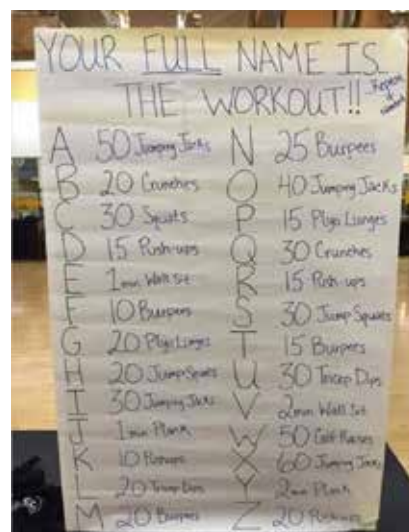 YOUR FULL NAME IS
THE WORKOUT!!
Repeat
A 50 Jumping Jacks
B 20 Crunches
C 30 Squats
D 15 Push-ups
E 1min Wall Sit
F 10 Burpees
G 20 Plyo Lunges
H 20 Jump Squats
I 30 Jumping Jacks
J 1min Plank
K 10 Pushups
L 20 Tricep Dips
M 20 Burpees
N 25 Burpees
O 40 Jumping Jacks
P 15 Plyo Lunges
Q 30 Crunches
R 15 Push-ups
S 30 Jump Squats
T 15 Burpees
U 30 Tricep Dips
V 2min Wall Sit
W 50 Calf Raises
X 60 Jumping Jacks
Y 2min Plank
Z 20 Push-ups